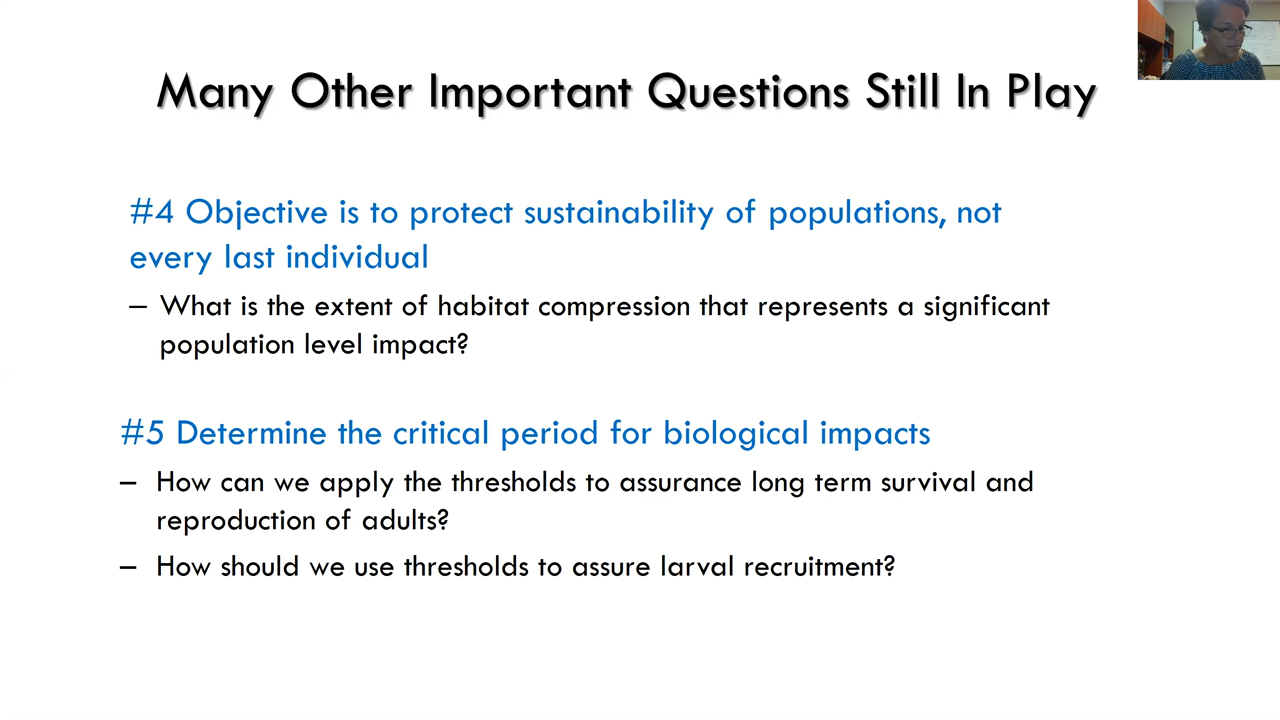 Many Other Important Questions Still In Play
#4 Objective is to protect sustainability of populations, not
every last individual
– What is the extent of habitat compression that represents a significant
population level impact?
#5 Determine the critical period for biological impacts
– How can we apply the thresholds to assurance long term survival and
reproduction of adults?
– How should we use thresholds to assure larval recruitment?